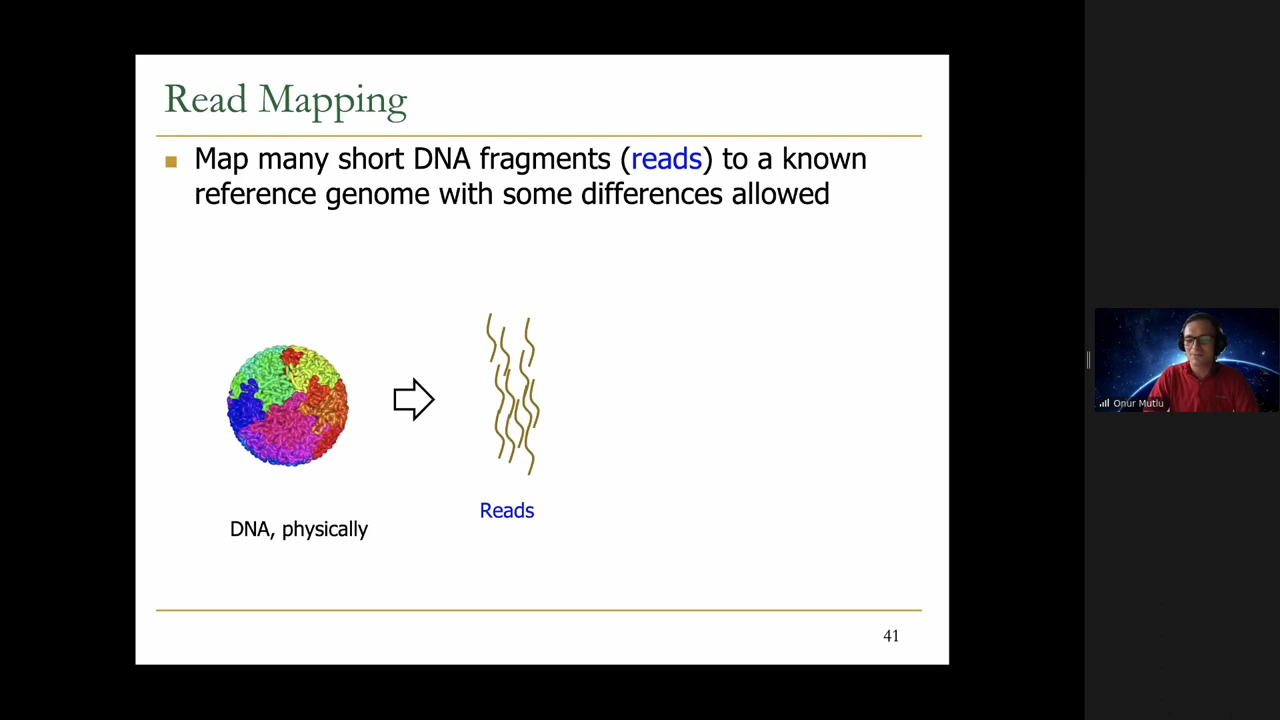 Read Mapping
Map many short DNA fragments (reads) to a known
reference genome with some differences allowed
DNA, physically
Reads
41
Onur Mutlu